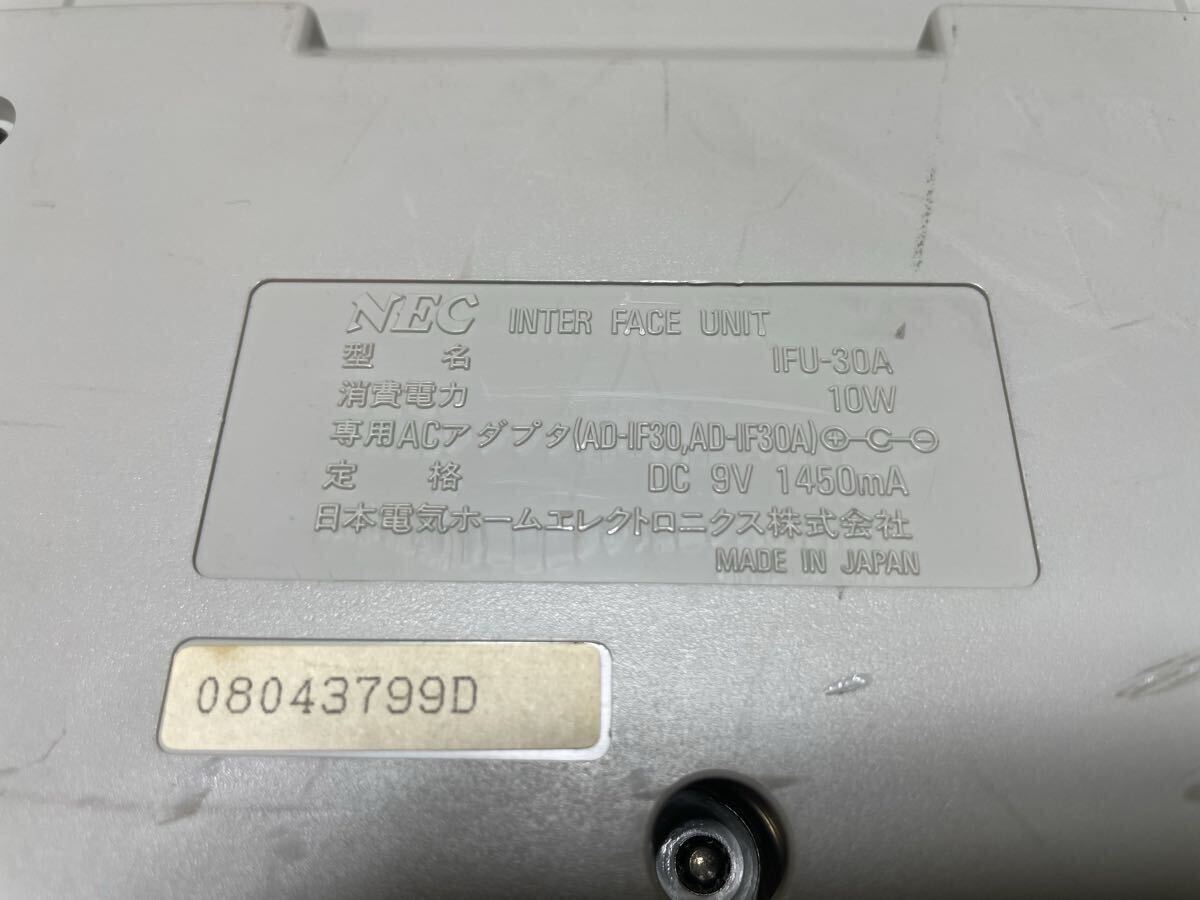 NEC INTER FACE UNIT
型名 IFU-30A
消費電力 10W
専用ACアダプタ(AD-IF30,AD-IF30A)
定格 DC 9V 1450mA
日本電気ホームエレクトロニクス株式会社
MADE IN JAPAN
08043799D